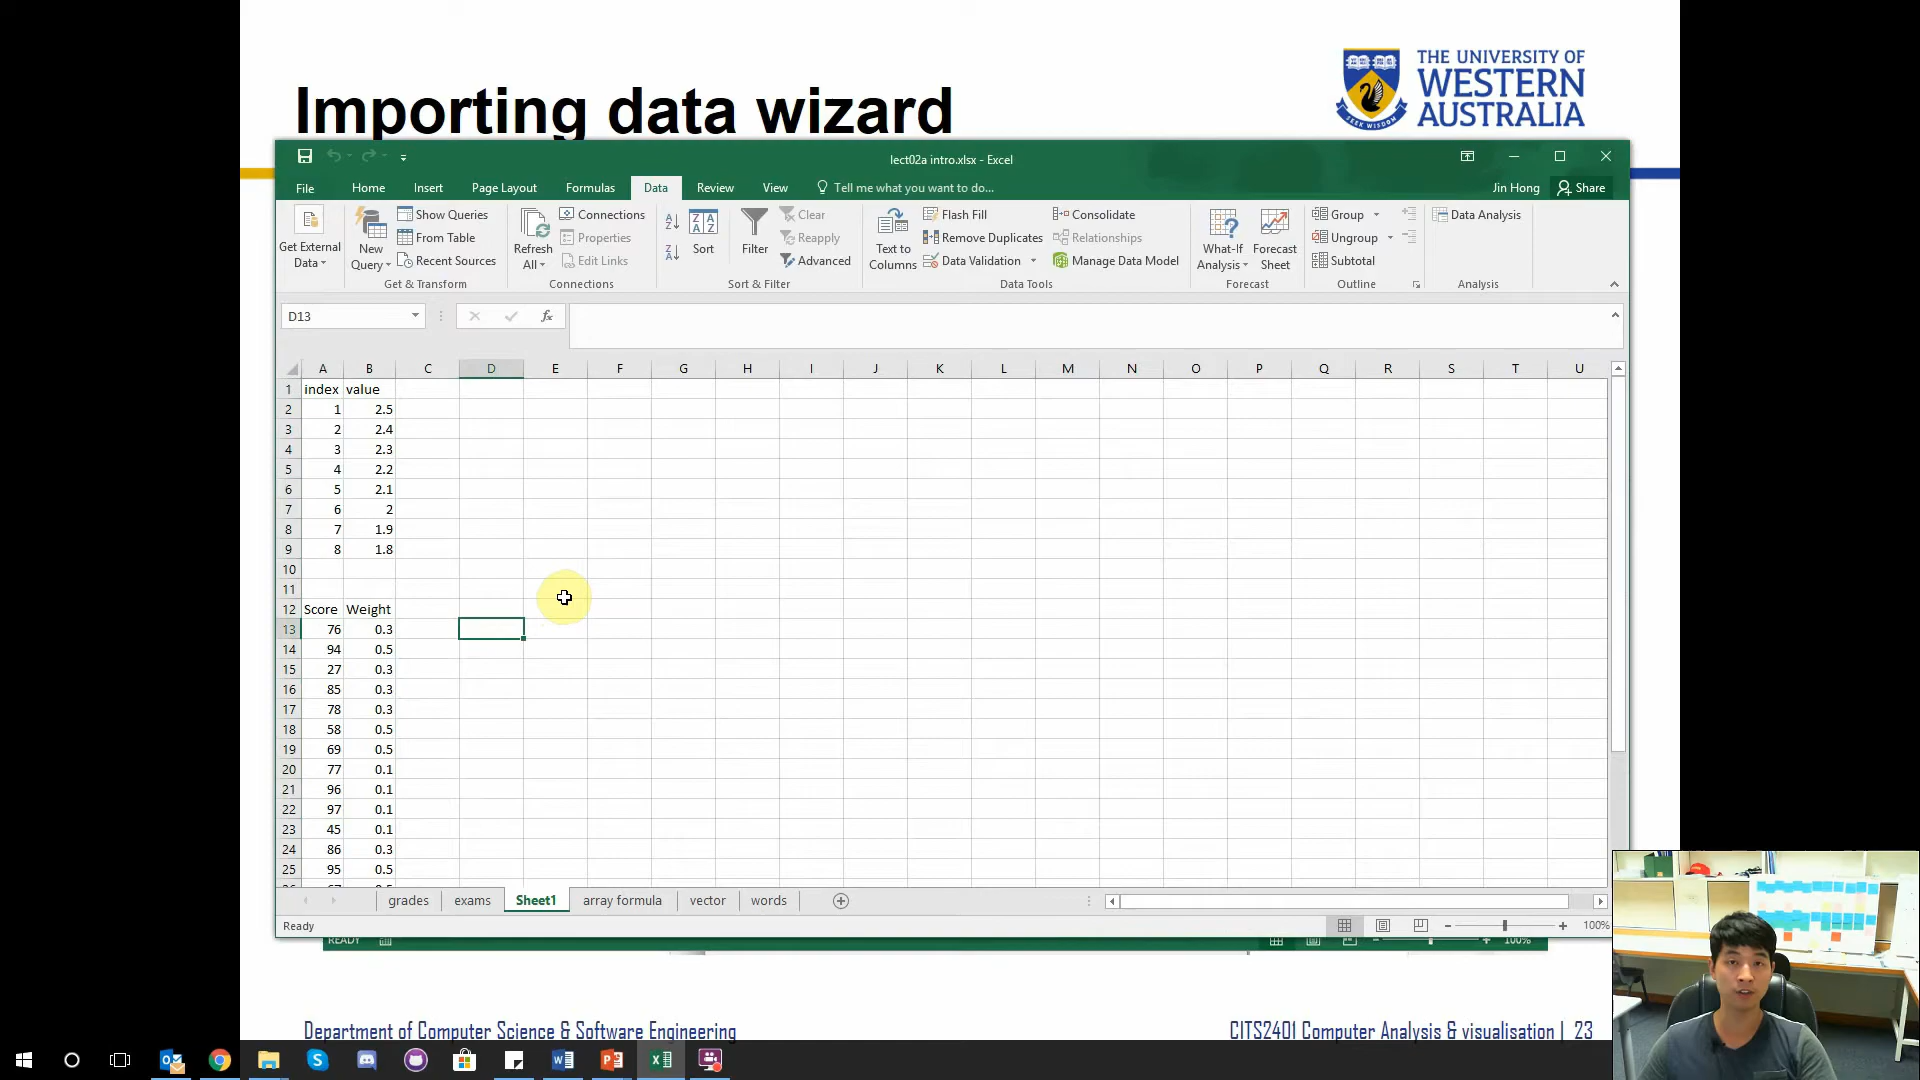 Importing data wizard
THE UNIVERSITY OF
WESTERN
AUSTRALIA
SEEK WISDOM
lect02a intro.xlsx - Excel
File Home Insert Page Layout Formulas Data Review View Tell me what you want to do... Jin Hong Share
Get External Data
New Query
Show Queries
From Table
Recent Sources
Get & Transform
Refresh All
Connections
Properties
Edit Links
Connections
Sort
Filter
Clear
Reapply
Advanced
Sort & Filter
Text to Columns
Flash Fill
Remove Duplicates
Data Validation
Consolidate
Relationships
Manage Data Model
Data Tools
What-If Analysis
Forecast Sheet
Forecast
Group
Ungroup
Subtotal
Outline
Data Analysis
Analysis
D13
fx
A B C D E F G H I J K L M N O P Q R S T U
1 index value
2 1 2.5
3 2 2.4
4 3 2.3
5 4 2.2
6 5 2.1
7 6 2
8 7 1.9
9 8 1.8
10
11
12 Score Weight
13 76 0.3
14 94 0.5
15 27 0.3
16 85 0.3
17 78 0.3
18 58 0.5
19 69 0.5
20 77 0.1
21 96 0.1
22 97 0.1
23 45 0.1
24 86 0.3
25 95 0.5
grades exams Sheet1 array formula vector words
Ready 100%
READY 100%
Department of Computer Science & Software Engineering
CITS2401 Computer Analysis & visualisation | 23